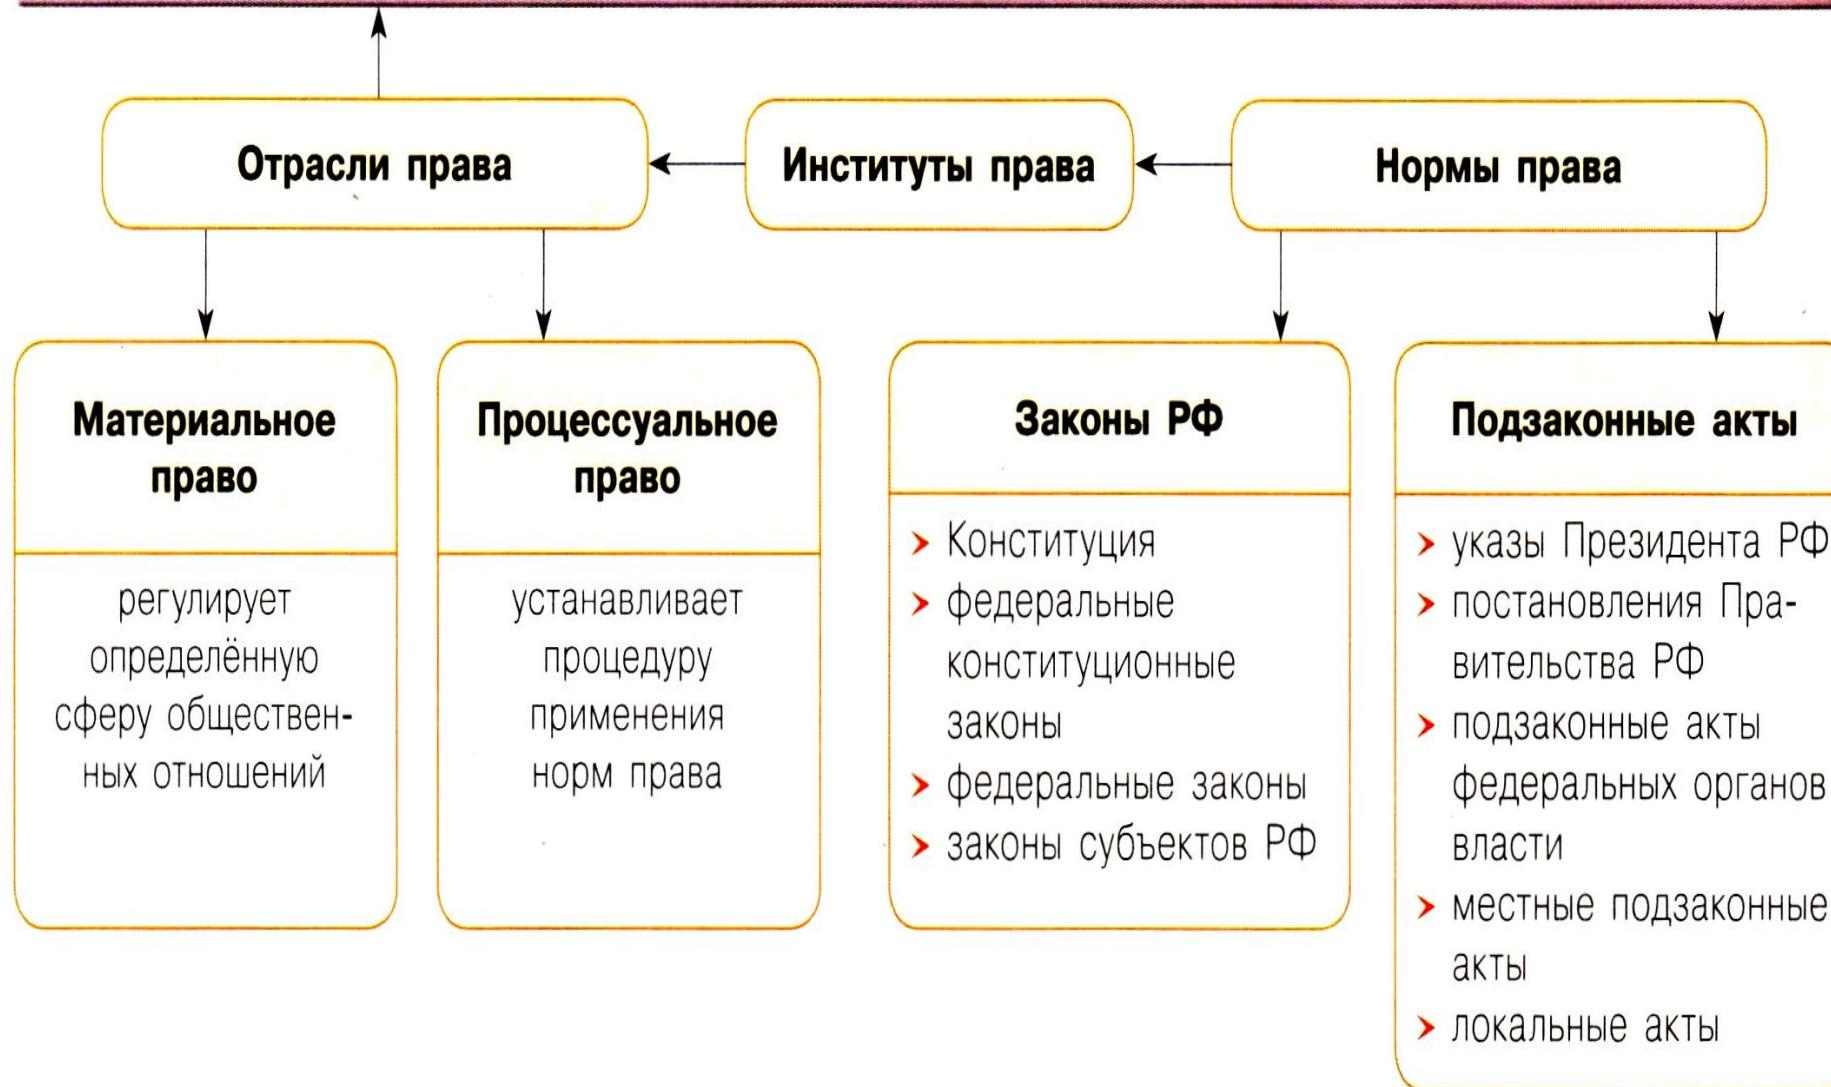 Отрасли права
Институты права
Нормы права
Материальное
право
регулирует
определённую
сферу обществен-
ных отношений
Процессуальное
право
устанавливает
процедуру
применения
норм права
Законы РФ
Конституция
федеральные
конституционные
законы
федеральные законы
законы субъектов РФ
Подзаконные акты
указы Президента РФ
постановления Пра-
вительства РФ
подзаконные акты
федеральных органов
власти
местные подзаконные
акты
локальные акты